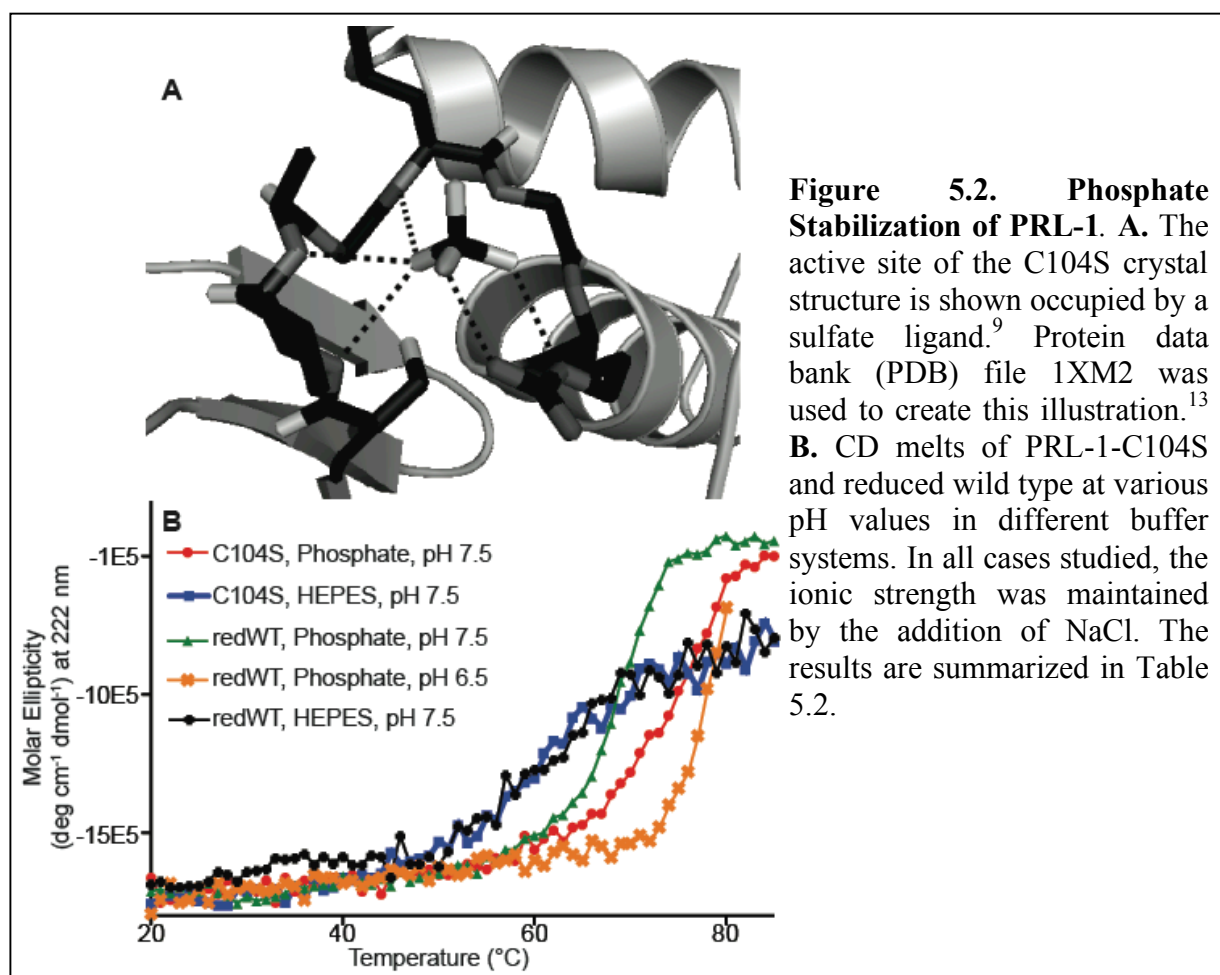 A
Figure 5.2. Phosphate
Stabilization of PRL-1. A. The
active site of the C104S crystal
structure is shown occupied by a
sulfate ligand.9 Protein data
bank (PDB) file 1XM2 was
used to create this illustration.13
B. CD melts of PRL-1-C104S
and reduced wild type at various
pH values in different buffer
systems. In all cases studied, the
ionic strength was maintained
by the addition of NaCl. The
results are summarized in Table
5.2.
B
C104S, Phosphate, pH 7.5
C104S, HEPES, pH 7.5
redWT, Phosphate, pH 7.5
redWT, Phosphate, pH 6.5
redWT, HEPES, pH 7.5
Molar Ellipticity
(deg cm-1 dmol-1) at 222 nm
-1E5
-10E5
-15E5
20 40 60 80
Temperature (°C)